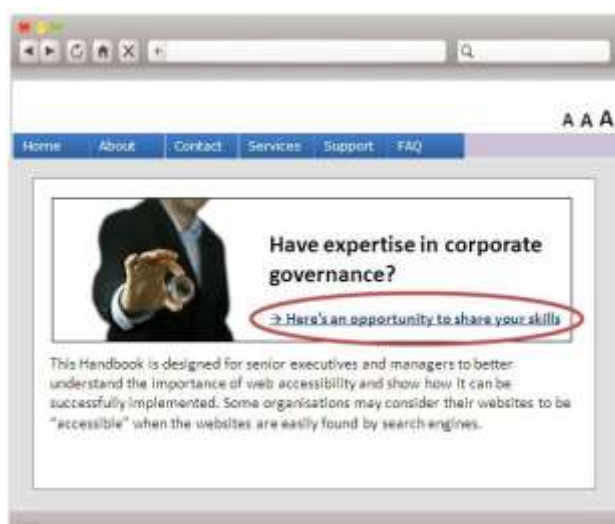 A A A
Home About Contact Services Support FAQ
Have expertise in corporate
governance?
→ Here's an opportunity to share your skills
This Handbook is designed for senior executives and managers to better
understand the importance of web accessibility and show how it can be
successfully implemented. Some organisations may consider their websites to be
"accessible" when the websites are easily found by search engines.